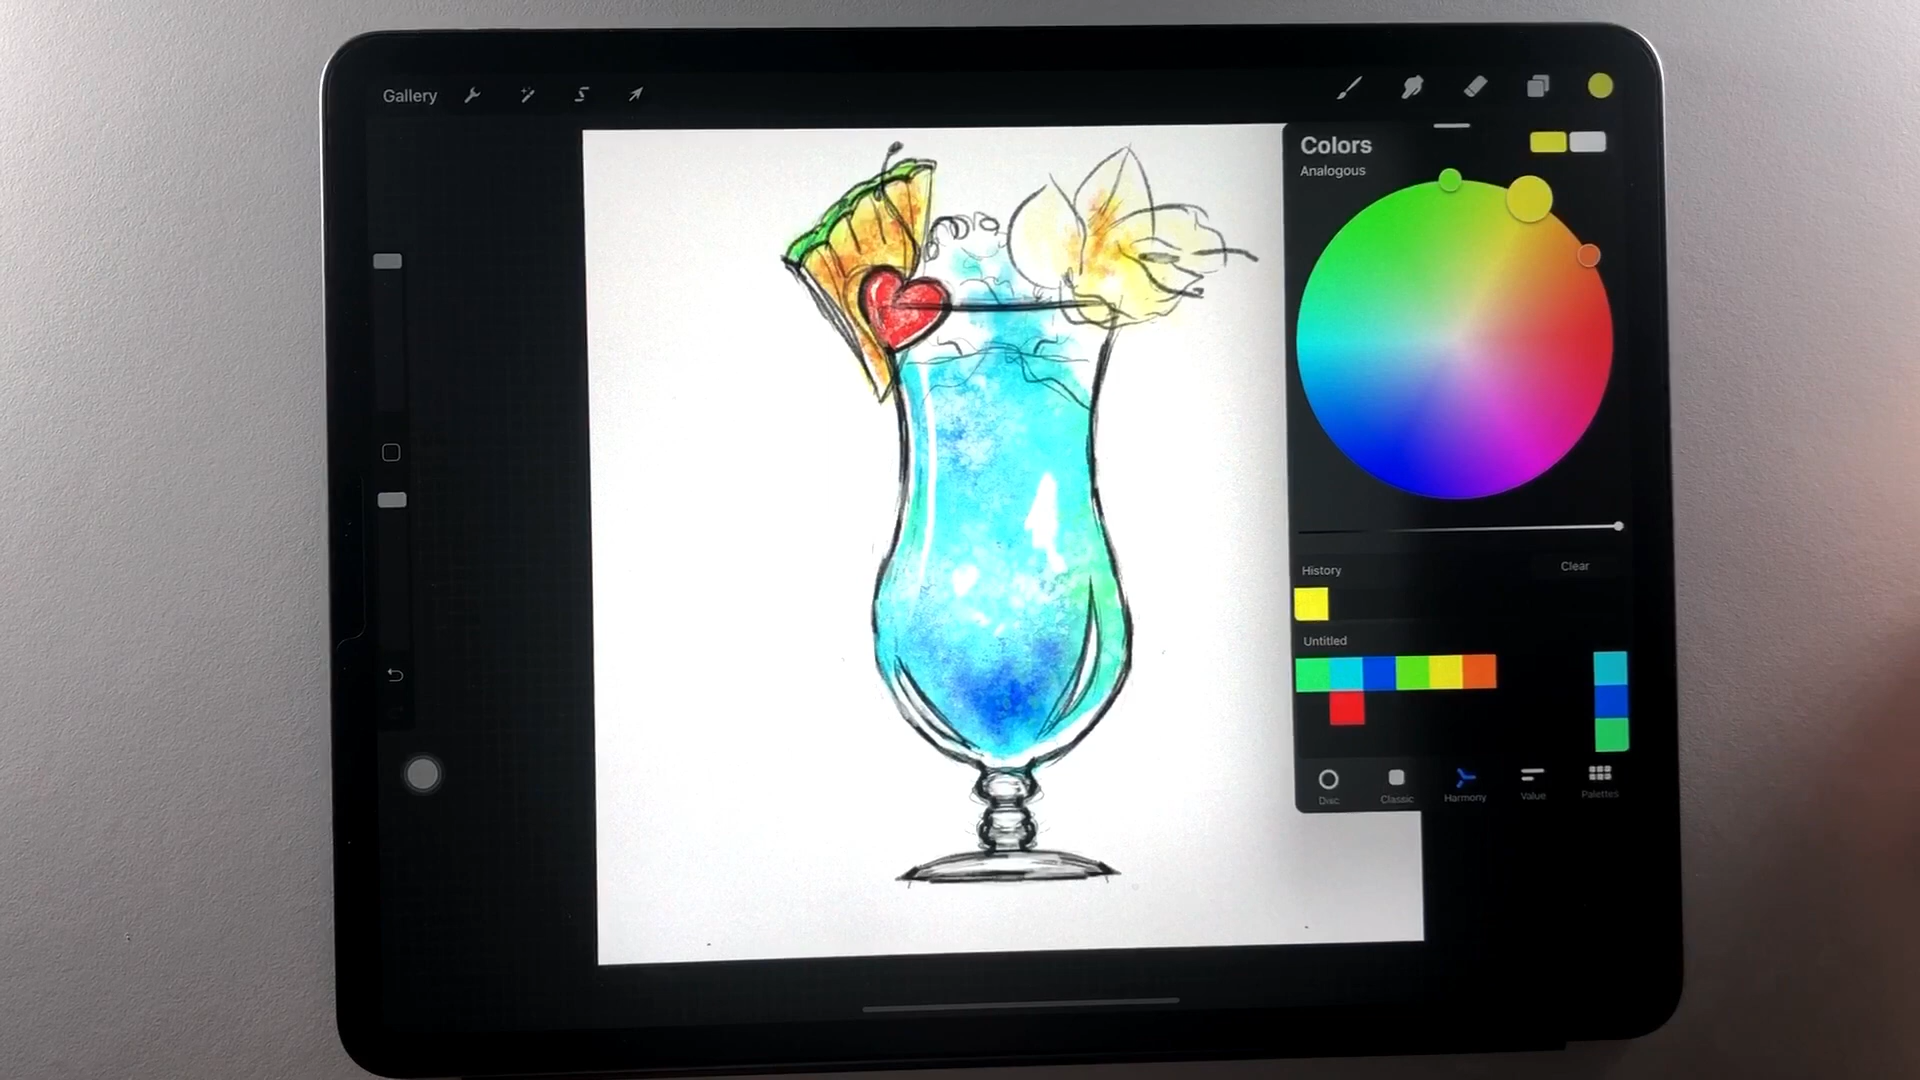 Gallery
Colors
Analogous
History
Clear
Untitled
Disc
Classic
Harmony
Value
Palettes